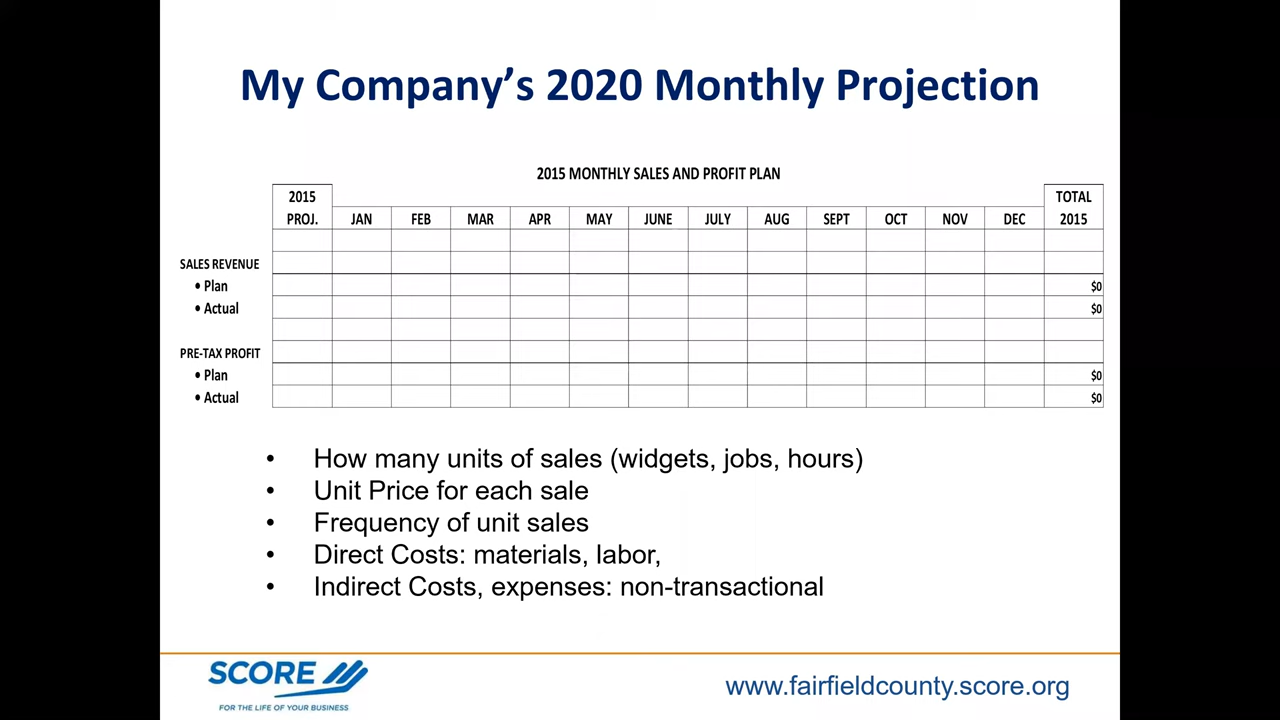 My Company’s 2020 Monthly Projection
2015 MONTHLY SALES AND PROFIT PLAN
2015 TOTAL
PROJ. JAN FEB MAR APR MAY JUNE JULY AUG SEPT OCT NOV DEC 2015
SALES REVENUE
• Plan $0
• Actual $0
PRE-TAX PROFIT
• Plan $0
• Actual $0
• How many units of sales (widgets, jobs, hours)
• Unit Price for each sale
• Frequency of unit sales
• Direct Costs: materials, labor,
• Indirect Costs, expenses: non-transactional
SCORE
FOR THE LIFE OF YOUR BUSINESS
www.fairfieldcounty.score.org